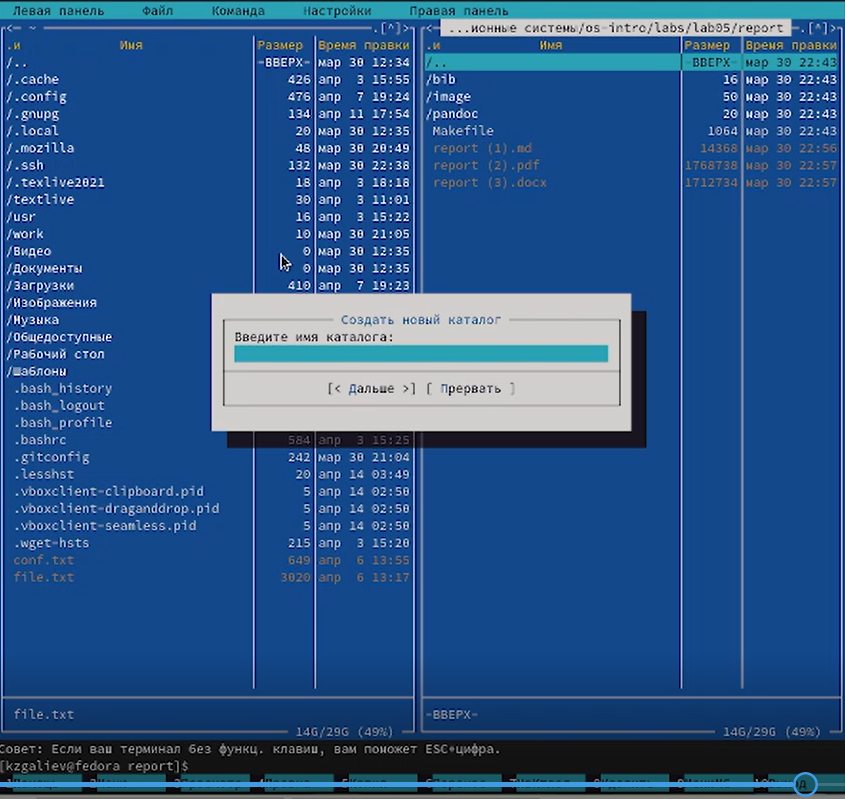 Левая панель Файл Команда Настройки Правая панель
<— ~ .[^]>
.и Имя Размер Время правки
/.. -ВВЕРХ- мар 30 12:34
/.cache 426 апр 3 15:55
/.config 476 апр 7 19:24
/.gnupg 134 апр 11 17:54
/.local 20 мар 30 12:35
/.mozilla 48 мар 30 20:49
/.ssh 132 мар 30 22:38
/.texlive2021 18 апр 3 18:18
/textlive 30 апр 3 11:01
/usr 16 апр 3 15:22
/work 10 мар 30 21:05
/Видео 0 мар 30 12:35
/Документы 0 мар 30 12:35
/Загрузки 410 апр 7 19:23
/Изображения
/Музыка
/Общедоступные
/Рабочий стол
/Шаблоны
.bash_history
.bash_logout
.bash_profile
.bashrc 584 апр 3 15:25
.gitconfig 242 мар 30 21:04
.lesshst 20 апр 14 03:49
.vboxclient-clipboard.pid 5 апр 14 02:50
.vboxclient-draganddrop.pid 5 апр 14 02:50
.vboxclient-seamless.pid 5 апр 14 02:50
.wget-hsts 215 апр 3 15:20
conf.txt 649 апр 6 13:55
file.txt 3020 апр 6 13:17
file.txt
14G/29G (49%)
<— ...ионные системы/os-intro/labs/lab05/report .[^]>
.и Имя Размер Время правки
/.. -ВВЕРХ- мар 30 22:43
/bib 16 мар 30 22:43
/image 50 мар 30 22:43
/pandoc 20 мар 30 22:43
Makefile 1064 мар 30 22:43
report (1).md 14368 мар 30 22:56
report (2).pdf 1768738 мар 30 22:57
report (3).docx 1712734 мар 30 22:57
-ВВЕРХ-
14G/29G (49%)
Создать новый каталог
Введите имя каталога:
[< Дальше >] [ Прервать ]
Совет: Если ваш терминал без функц. клавиш, вам поможет ESC+цифра.
[kzgaliev@fedora report]$